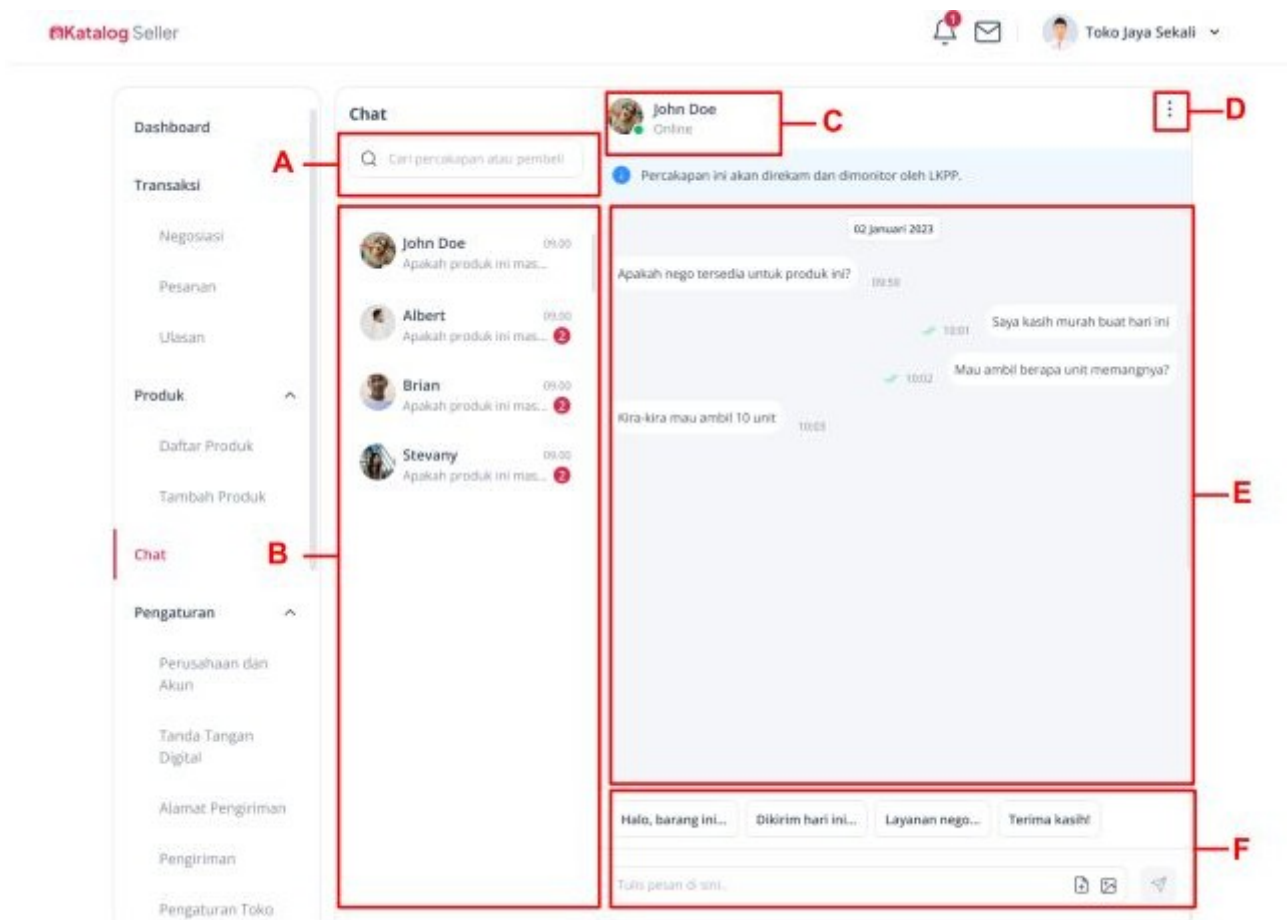 Katalog Seller
1
Toko Jaya Sekali
Dashboard
Transaksi
Negosiasi
Pesanan
Ulasan
Produk
Daftar Produk
Tambah Produk
Chat
Pengaturan
Perusahaan dan
Akun
Tanda Tangan
Digital
Alamat Pengiriman
Pengiriman
Pengaturan Toko
Chat
A
Cari percakapan atau pembeli
B
John Doe 09.00
Apakah produk ini mas...
Albert 09.00
Apakah produk ini mas... 2
Brian 09.00
Apakah produk ini mas... 2
Stevany 09.00
Apakah produk ini mas... 2
John Doe
Online
C
D
Percakapan ini akan direkam dan dimonitor oleh LKPP.
02 Januari 2023
Apakah nego tersedia untuk produk ini? 09:58
10:01 Saya kasih murah buat hari ini
10:02 Mau ambil berapa unit memangnya?
Kira-kira mau ambil 10 unit 10:03
E
Halo, barang ini... Dikirim hari ini... Layanan nego... Terima kasih!
F
Tulis pesan di sini..